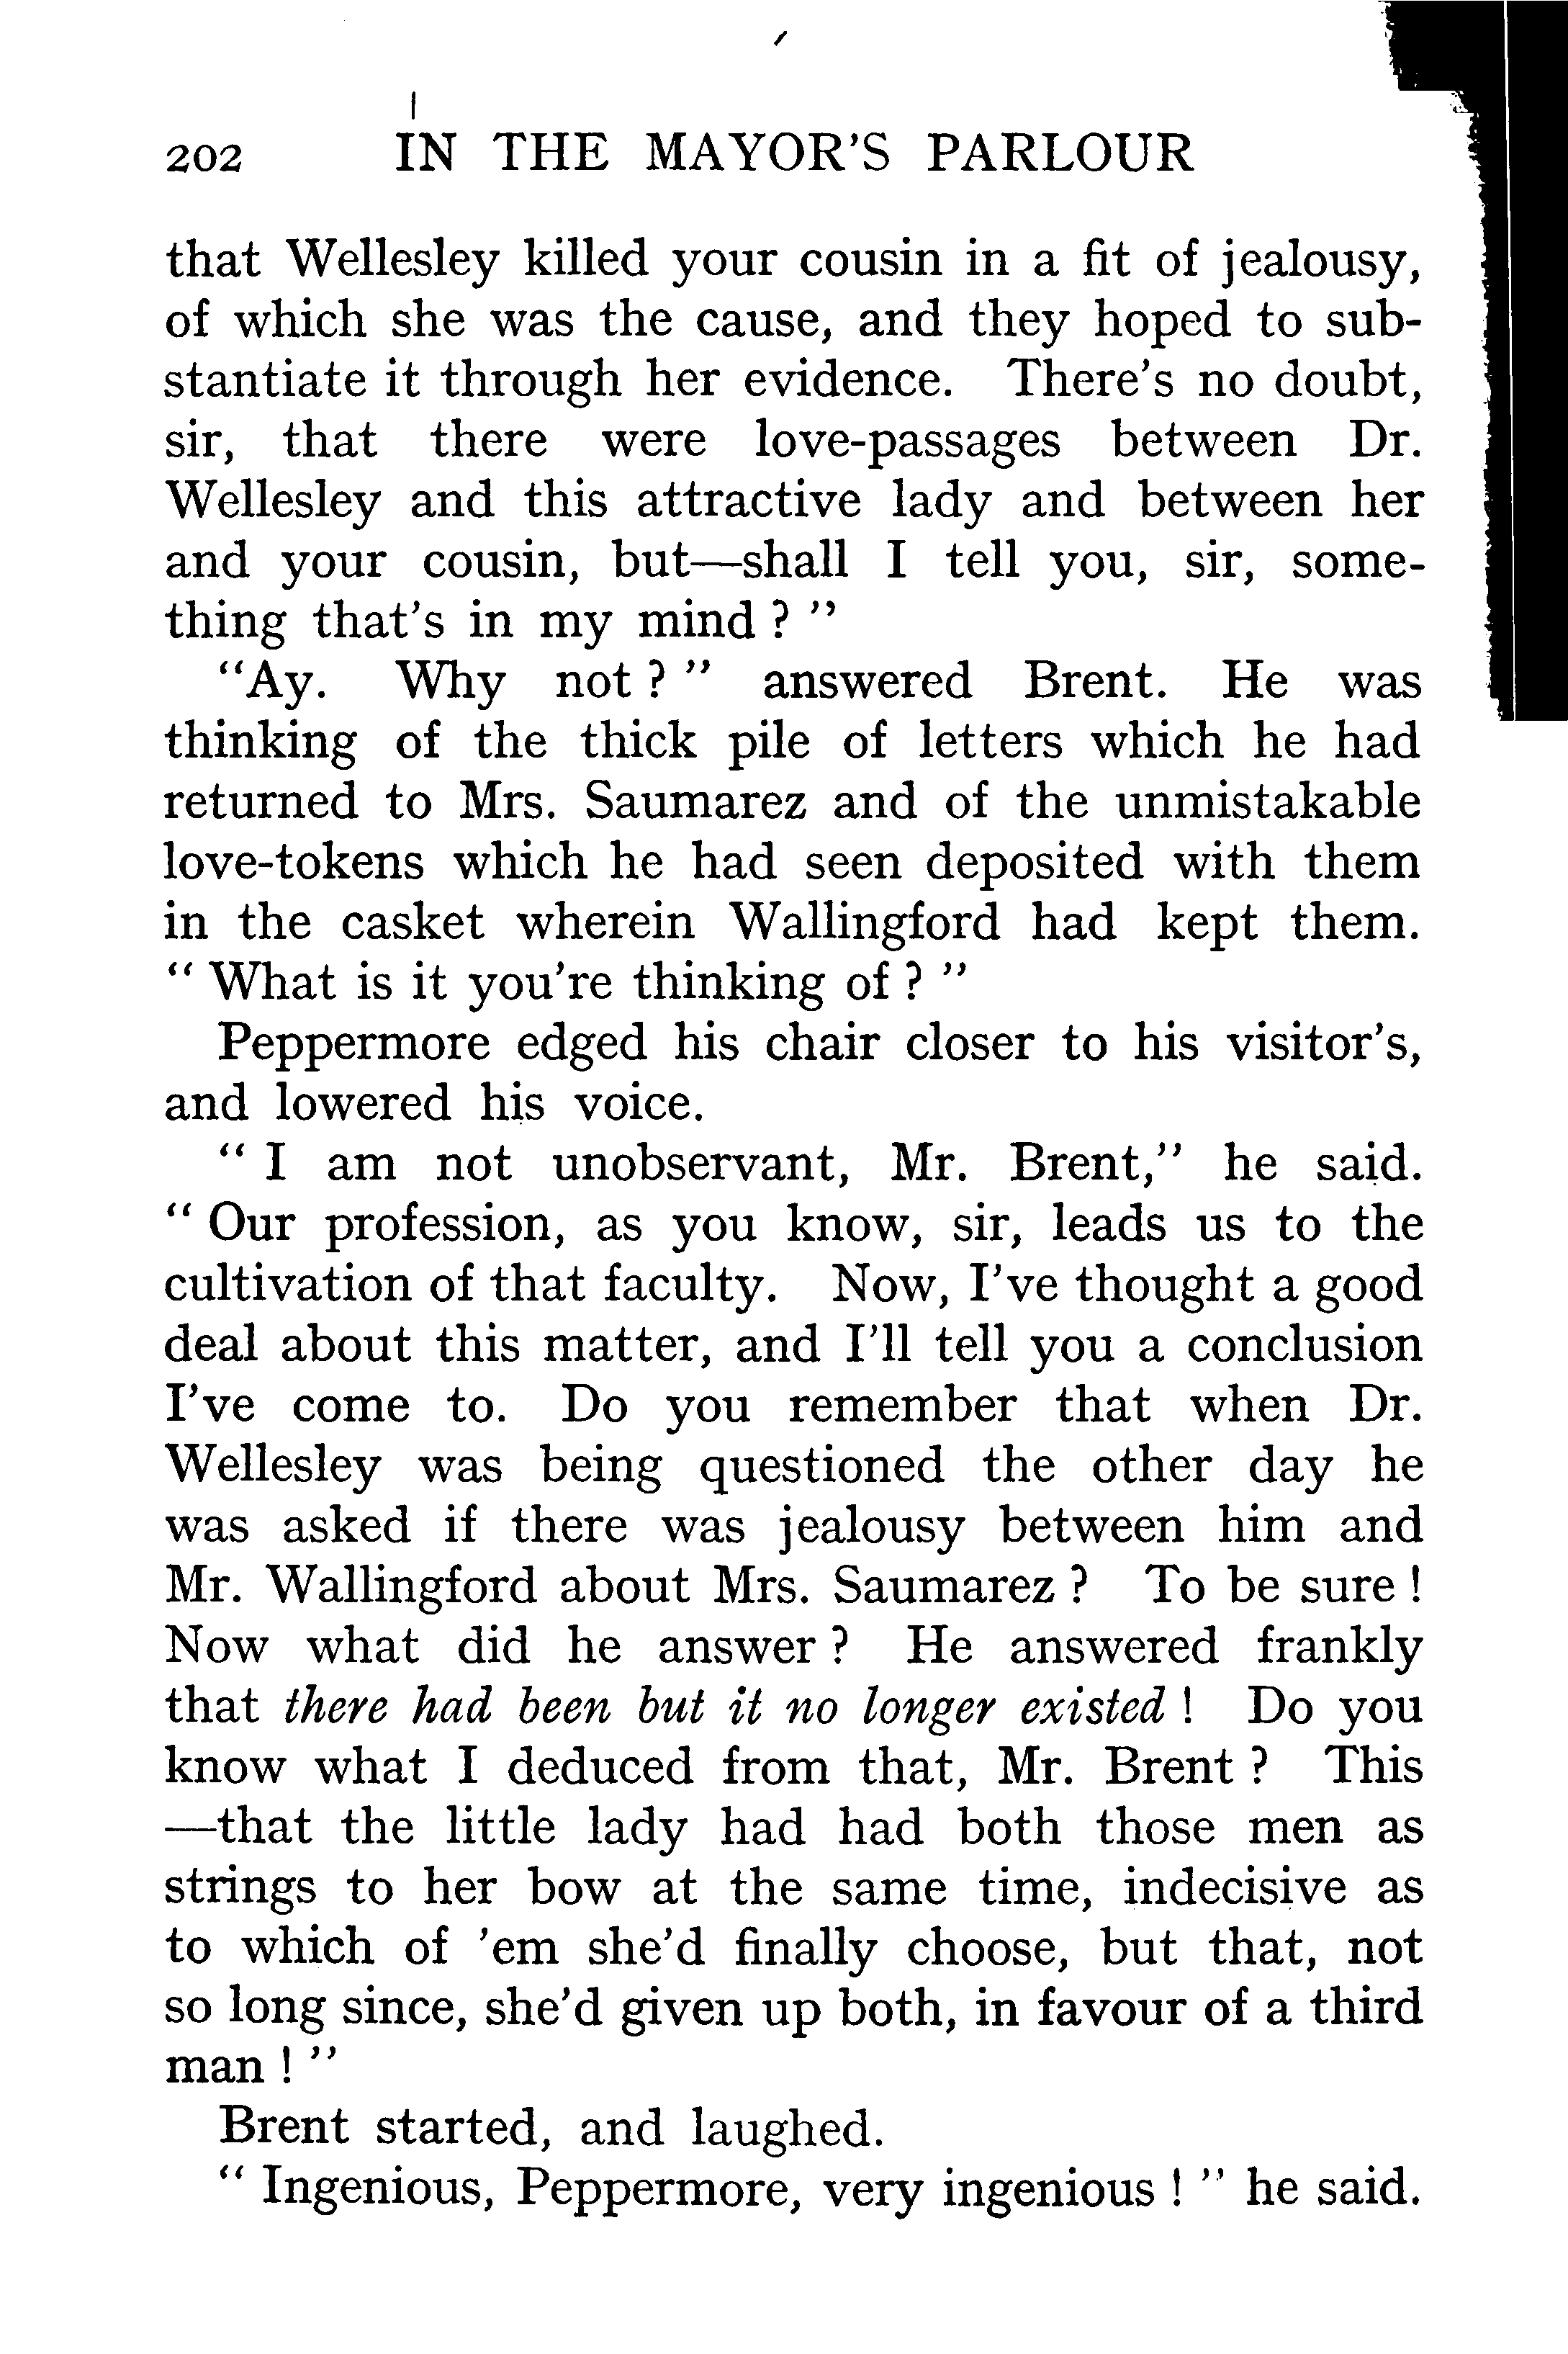 202 IN THE MAYOR'S PARLOUR
that Wellesley killed your cousin in a fit of jealousy,
of which she was the cause, and they hoped to sub-
stantiate it through her evidence. There's no doubt,
sir, that there were love-passages between Dr.
Wellesley and this attractive lady and between her
and your cousin, but—shall I tell you, sir, some-
thing that's in my mind ? "
"Ay. Why not ? " answered Brent. He was
thinking of the thick pile of letters which he had
returned to Mrs. Saumarez and of the unmistakable
love-tokens which he had seen deposited with them
in the casket wherein Wallingford had kept them.
" What is it you're thinking of ? "
Peppermore edged his chair closer to his visitor's,
and lowered his voice.
" I am not unobservant, Mr. Brent," he said.
" Our profession, as you know, sir, leads us to the
cultivation of that faculty. Now, I've thought a good
deal about this matter, and I'll tell you a conclusion
I've come to. Do you remember that when Dr.
Wellesley was being questioned the other day he
was asked if there was jealousy between him and
Mr. Wallingford about Mrs. Saumarez ? To be sure !
Now what did he answer ? He answered frankly
that there had been but it no longer existed ! Do you
know what I deduced from that, Mr. Brent ? This
—that the little lady had had both those men as
strings to her bow at the same time, indecisive as
to which of 'em she'd finally choose, but that, not
so long since, she'd given up both, in favour of a third
man ! "
Brent started, and laughed.
" Ingenious, Peppermore, very ingenious ! " he said.